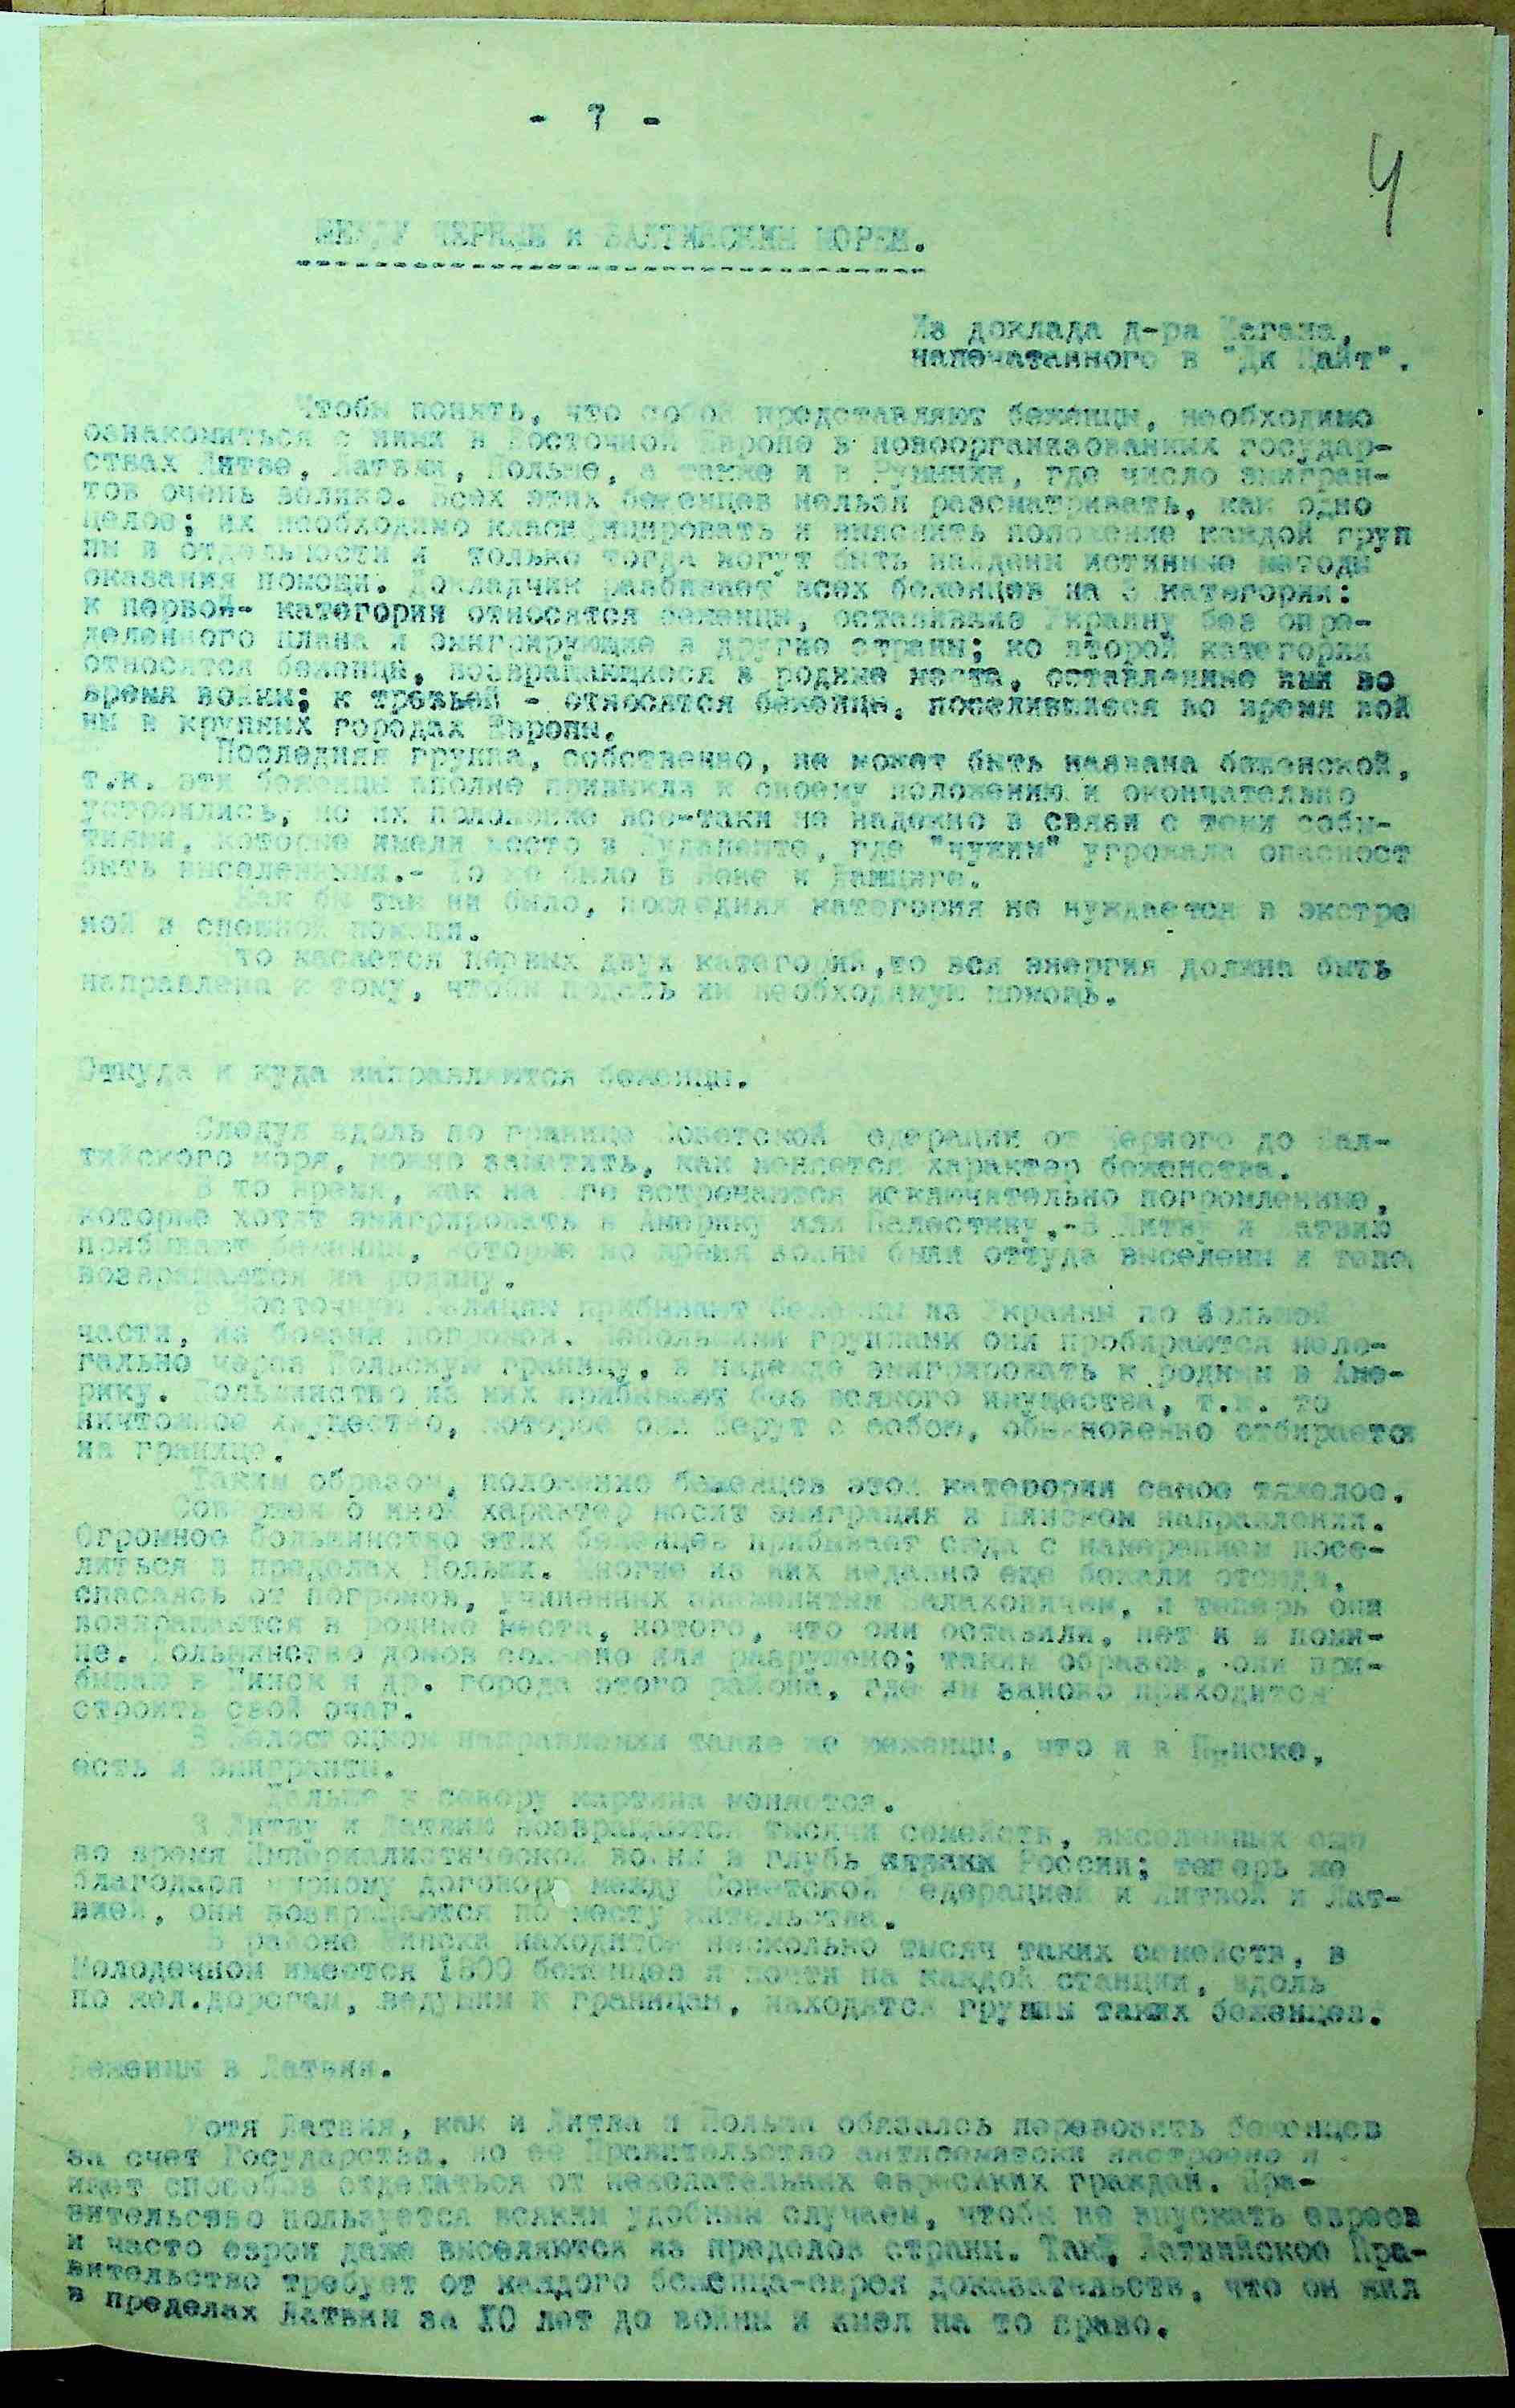 - 7 -
4
МЕЖДУ ЧЕРНЫМ и БАЛТИЙСКИМ МОРЕМ.
Из доклада д-ра Кагана,
напечатанного в "Ди Цайт".
Чтобы понять, что собой представляют беженцы, необходимо
ознакомиться с ними в Восточной Европе в новоорганизованных государ-
ствах Литве, Латвии, Польше, а также и в Румынии, где число эмигран-
тов очень велико. Всех этих беженцев нельзя рассматривать, как одно
целое; их необходимо класифицировать и выяснить положение каждой груп
пы в отдельности и только тогда могут быть найдены истинные методы
оказания помощи. Докладчик разбивает всех беженцев на 3 категории:
к первой- категории относятся беженцы, оставившие Украину без опре-
деленного плана и эмигрирующие в другие страны; ко второй категории
относятся беженцы, возвращающиеся в родные места, оставленные ими во
время войны; к третьей - относятся беженцы, поселившиеся во время вой
ны в крупных городах Европы.
Последняя группа, собственно, не может быть названа беженской,
т.к. эти беженцы вполне привыкли к своему положению и окончательно
устроились, но их положение все-таки не надежно в связи с теми собы-
тиями, которые имели место в Будапеште, где "чужим" угрожала опасност
быть выселенными.- То же было в Вене и Данциге.
Как бы там ни было, последняя категория не нуждается в экстре
ной и спешной помощи.
Что касается первых двух категорий,то вся энергия должна быть
направлена к тому, чтобы подать им необходимую помощь.
Откуда и куда направляются беженцы.
Следуя вдоль по границе Советской Федерации от Черного до Бал-
тийского моря, можно заметить, как меняется характер беженства.
В то время, как на юге встречаются исключительно погромленные,
которые хотят эмигрировать в Америку или Палестину,-в Литву и Латвию
прибывают беженцы, которые во время войны были оттуда выселены и тепе
возвращаются на родину.
В Восточную Галицию прибывают беженцы из Украины по большой
части, из боязни погромов. Небольшими группами они пробираются неле-
гально через Польскую границу, в надежде эмигрировать к родным в Аме-
рику. Большинство из них прибывают без всякого имущества, т.к. то
ничтожное имущество, которое они берут с собою, обыкновенно отбирается
на границе.
Таким образом, положение беженцев этой категории самое тяжелое.
Совершенно иной характер носит эмиграция в Пинском направлении.
Огромное большинство этих беженцев прибывает сюда с намерением посе-
литься в пределах Польши. Многие из них недавно еще бежали отсюда,
спасаясь от погромов, учиненных знаменитым Балаховичем, и теперь они
возвращаются в родные места, которого, что они оставили, нет и в поми-
не. Большинство домов сожжено или разрушено; таким образом, они при-
бываю в Пинск и др. города этого района, где им заново приходится
строить свой очаг.
В Белостоцком направлении такие же беженцы, что и в Пинске,
есть и эмигранты.
Дальше к северу картина меняется.
В Литву и Латвию возвращаются тысячи семейств, выселенных еще
во время Империалистической войны в глубь страны России; теперь же
благодаря мирному договору между Советской Федерацией и Литвой и Лат-
вией, они возвращаются по месту жительства.
В районе Минска находится несколько тысяч таких семейств, в
Молодечной имеется 1800 беженцев и почти на каждой станции, вдоль
по жел.дорогам, ведущим к границам, находятся группы таких беженцев.
Беженцы в Латвии.
Хотя Латвия, как и Литва и Польша обязалсь перевозить беженцев
за счет Государства, но ее Правительство антисемитски настроено и
ищет способов отделаться от нежелательных еврейских граждан. Пра-
вительсвво пользуется всяким удобным случаем, чтобы не впускать евреев
и часто евреи даже выселяются из пределов страны. Так, Латвийское Пра-
вительство требует от каждого беженца-еврея доказательств, что он жил
в пределах Латвии за 10 лет до войны и имел на то право.